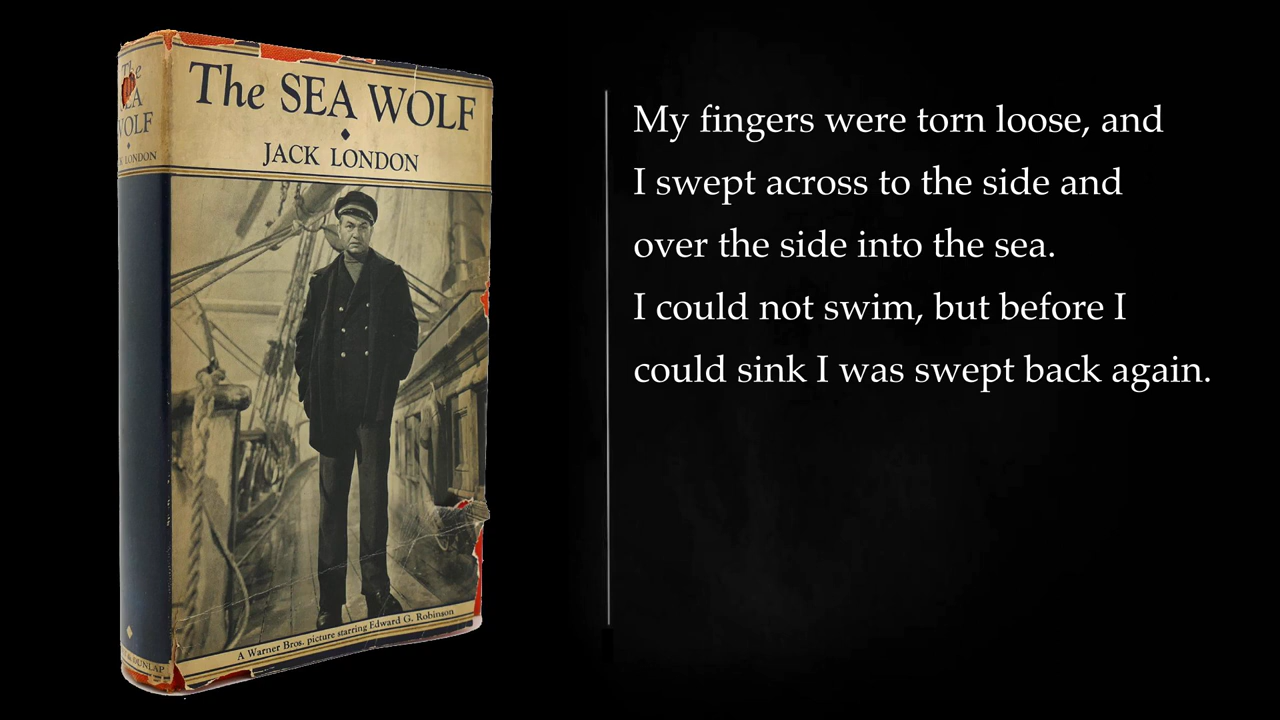 The SEA WOLF
JACK LONDON
The
SEA
WOLF
LONDON
DUNLAP
A Warner Bros. picture starring Edward G. Robinson
My fingers were torn loose, and
I swept across to the side and
over the side into the sea.
I could not swim, but before I
could sink I was swept back again.